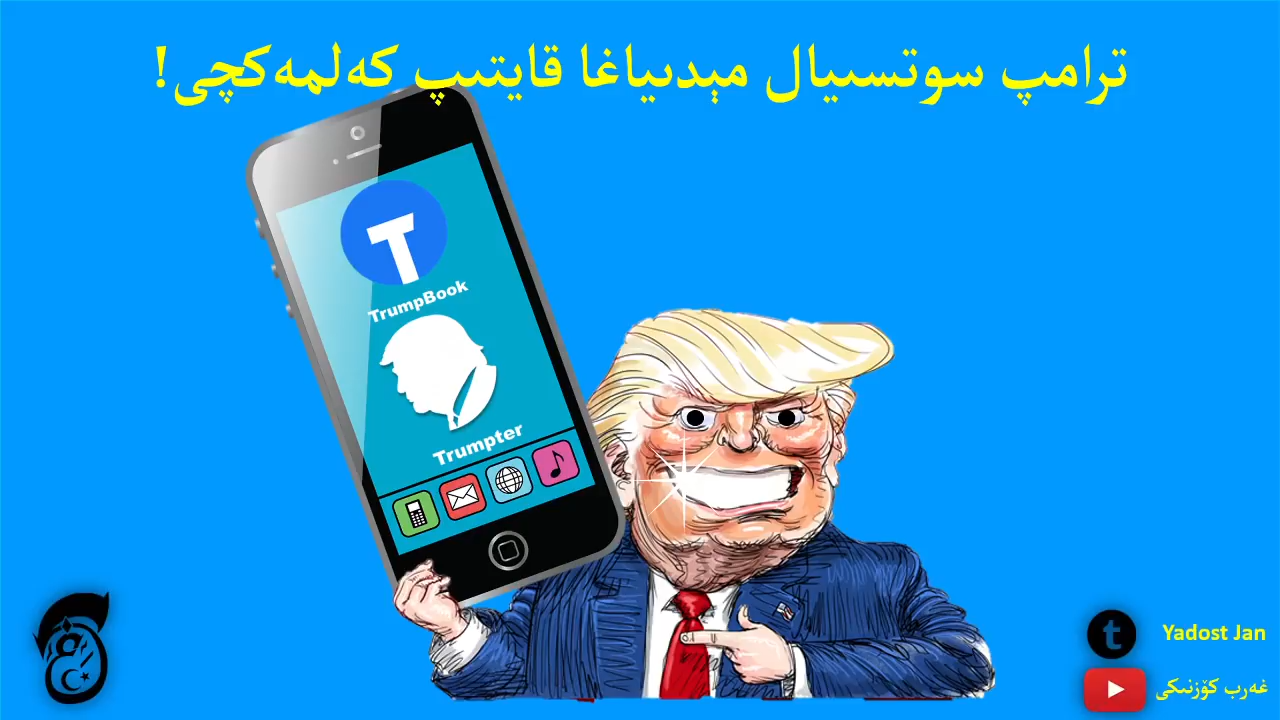 ترامپ سوتسىيال مېدىياغا قايتىپ كەلمەكچى!
T
TrumpBook
Trumpter
t Yadost Jan
غەرب كۆزنىكى